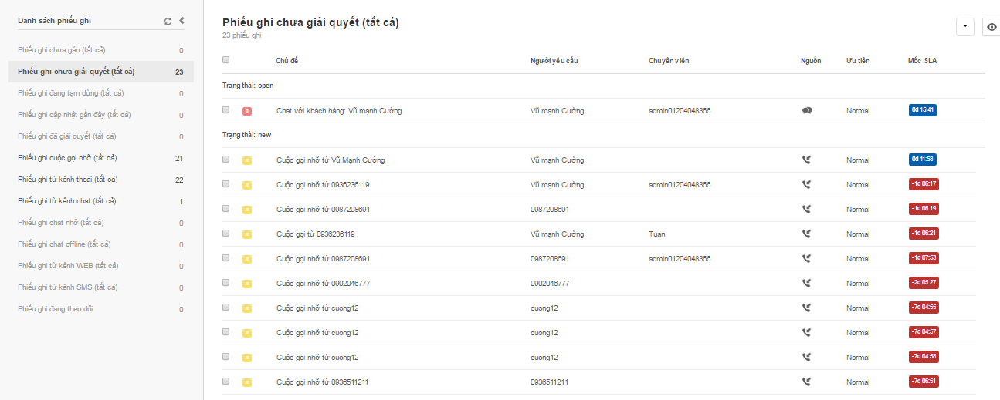 Danh sách phiếu ghi
Phiếu ghi chưa gán (tất cả) 0
Phiếu ghi chưa giải quyết (tất cả) 23
Phiếu ghi đang tạm dừng (tất cả) 0
Phiếu ghi cập nhật gần đây (tất cả) 0
Phiếu ghi đã giải quyết (tất cả) 0
Phiếu ghi cuộc gọi nhỡ (tất cả) 21
Phiếu ghi từ kênh thoại (tất cả) 22
Phiếu ghi từ kênh chat (tất cả) 1
Phiếu ghi chat nhỡ (tất cả) 0
Phiếu ghi chat offline (tất cả) 0
Phiếu ghi từ kênh WEB (tất cả) 0
Phiếu ghi từ kênh SMS (tất cả) 0
Phiếu ghi đang theo dõi 0
Phiếu ghi chưa giải quyết (tất cả)
23 phiếu ghi
Chủ đề Người yêu cầu Chuyên viên Nguồn Ưu tiên Mốc SLA
Trạng thái: open
o Chat với khách hàng: Vũ mạnh Cường Vũ mạnh Cường admin01204048366 Normal 0d 15:41
Trạng thái: new
n Cuộc gọi nhỡ từ Vũ Mạnh Cường Vũ mạnh Cường Normal 0d 11:58
n Cuộc gọi nhỡ từ 0936236119 Vũ mạnh Cường admin01204048366 Normal -1d 06:17
n Cuộc gọi nhỡ từ 0987208691 0987208691 Normal -1d 06:19
n Cuộc gọi từ 0936236119 Vũ mạnh Cường Tuan Normal -1d 06:21
n Cuộc gọi nhỡ từ 0987208691 0987208691 admin01204048366 Normal -1d 07:53
n Cuộc gọi nhỡ từ 0902046777 0902046777 Normal -2d 05:27
n Cuộc gọi nhỡ từ cuong12 cuong12 Normal -7d 04:55
n Cuộc gọi nhỡ từ cuong12 cuong12 Normal -7d 04:57
n Cuộc gọi nhỡ từ cuong12 cuong12 Normal -7d 04:58
n Cuộc gọi nhỡ từ 0936511211 0936511211 Normal -7d 06:51